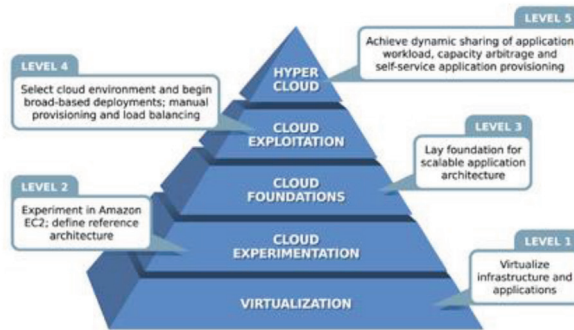 LEVEL 5
Achieve dynamic sharing of application
workload, capacity arbitrage and
self-service application provisioning
HYPER
CLOUD
LEVEL 4
Select cloud environment and begin
broad-based deployments; manual
provisioning and load balancing
CLOUD
EXPLOITATION
LEVEL 3
Lay foundation for
scalable application
architecture
CLOUD
FOUNDATIONS
LEVEL 2
Experiment in Amazon
EC2; define reference
architecture
CLOUD
EXPERIMENTATION
LEVEL 1
Virtualize
infrastructure and
applications
VIRTUALIZATION